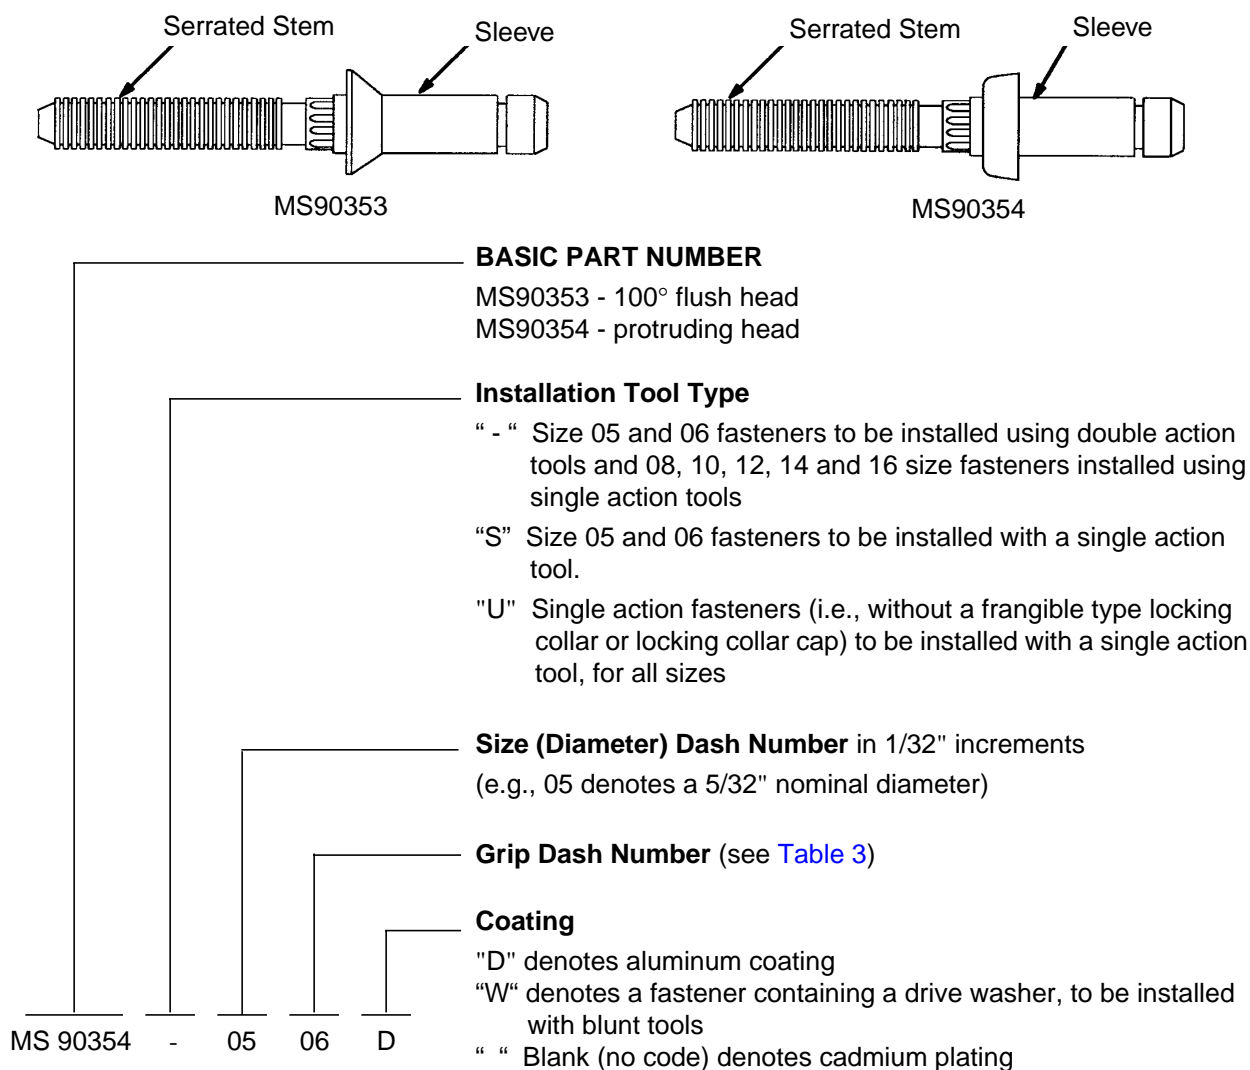 Serrated Stem
Sleeve
Serrated Stem
Sleeve
MS90353
MS90354
BASIC PART NUMBER
MS90353 - 100° flush head
MS90354 - protruding head
Installation Tool Type
“ - “ Size 05 and 06 fasteners to be installed using double action
tools and 08, 10, 12, 14 and 16 size fasteners installed using
single action tools
“S” Size 05 and 06 fasteners to be installed with a single action
tool.
"U" Single action fasteners (i.e., without a frangible type locking
collar or locking collar cap) to be installed with a single action
tool, for all sizes
Size (Diameter) Dash Number in 1/32" increments
(e.g., 05 denotes a 5/32" nominal diameter)
Grip Dash Number (see Table 3)
Coating
"D" denotes aluminum coating
“W“ denotes a fastener containing a drive washer, to be installed
with blunt tools
“ “ Blank (no code) denotes cadmium plating
MS 90354 - 05 06 D